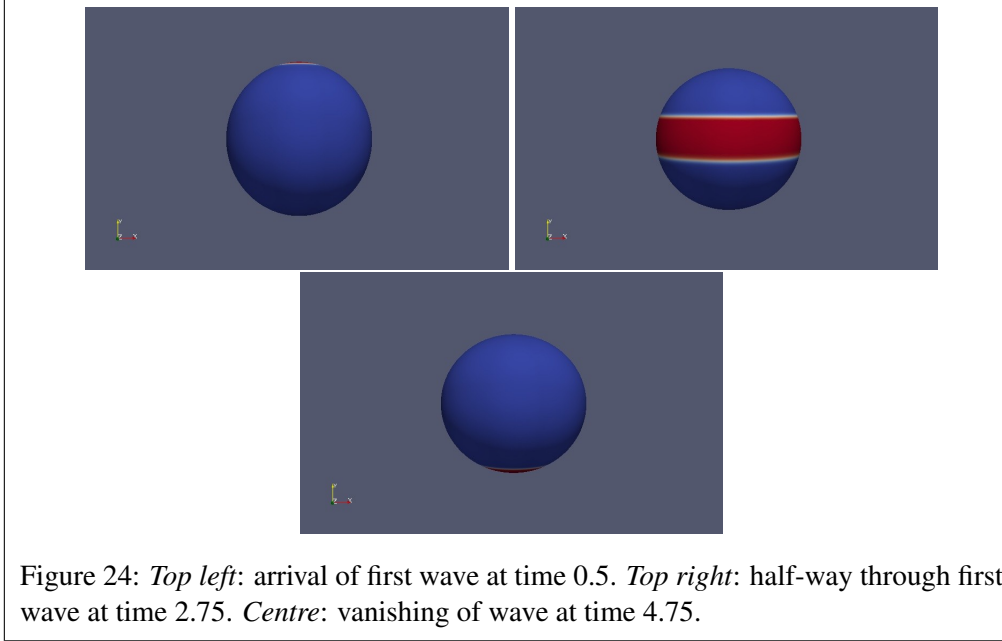 Figure 24: Top left: arrival of first wave at time 0.5. Top right: half-way through first
wave at time 2.75. Centre: vanishing of wave at time 4.75.